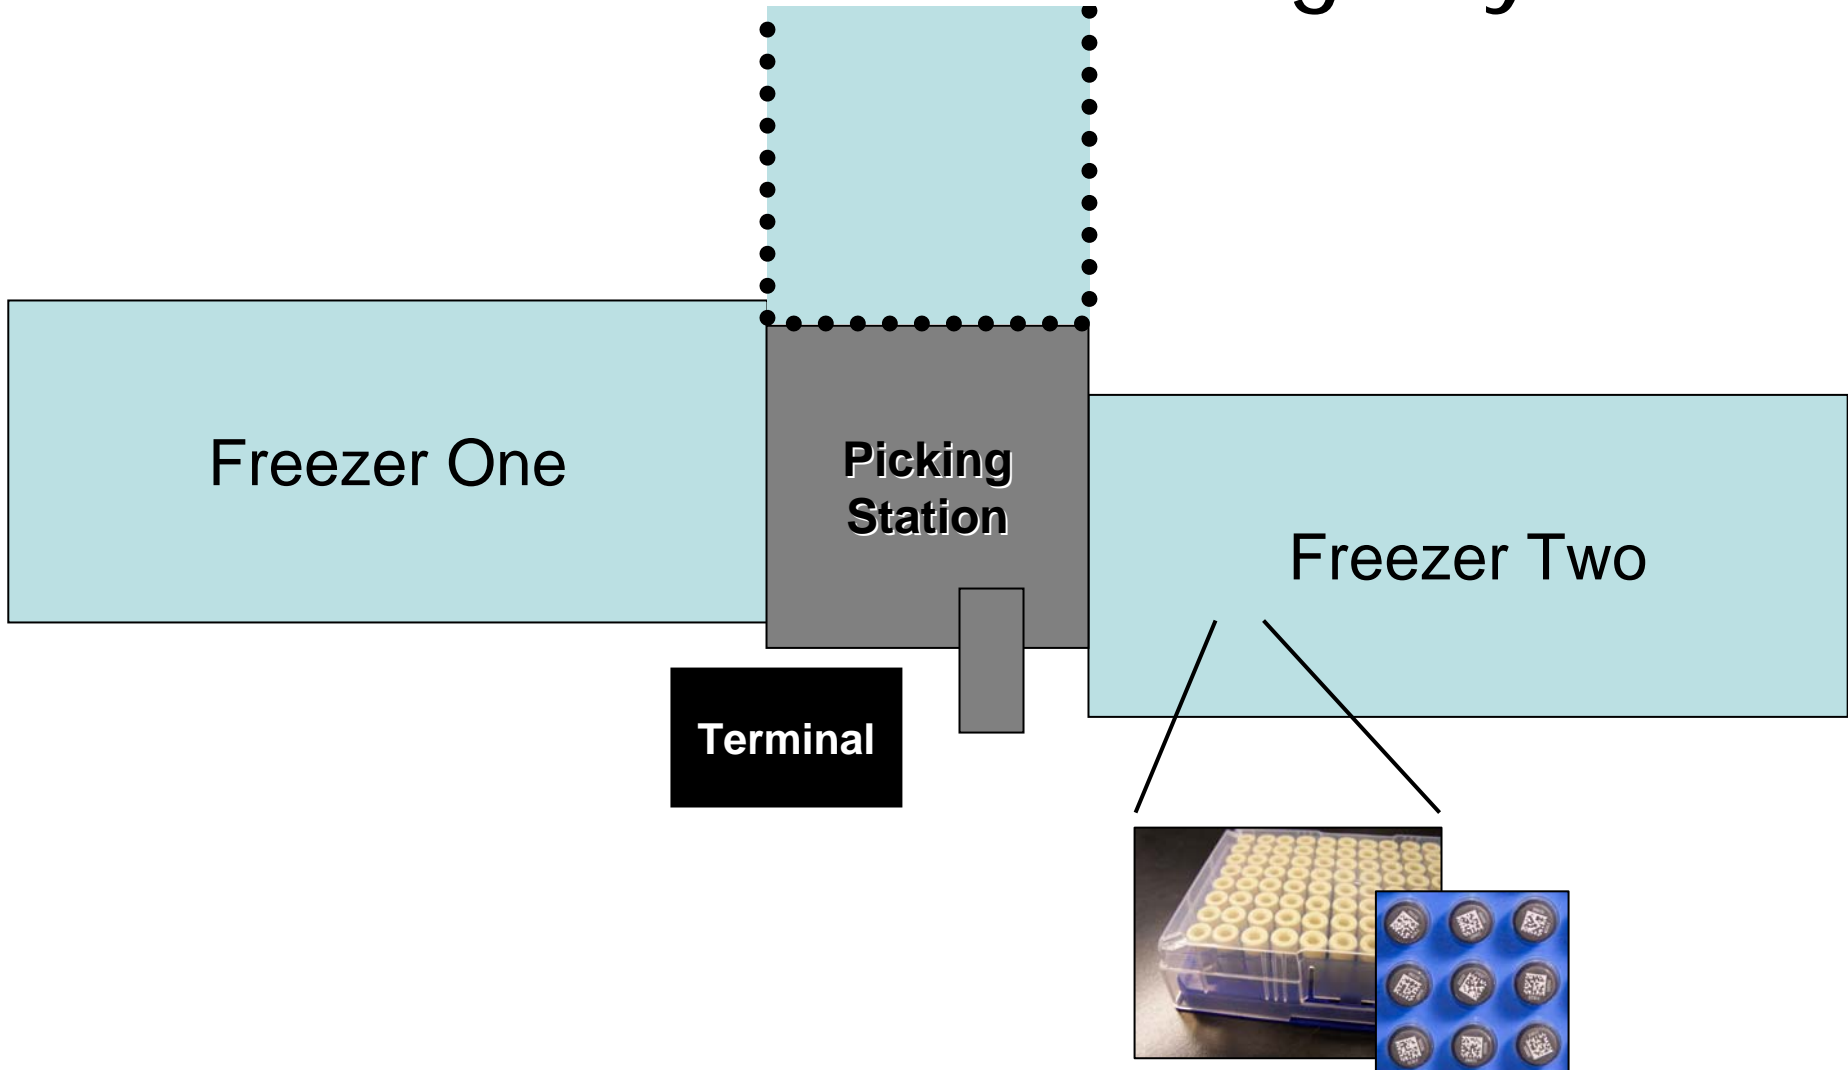 Freezer One
Picking
Station
Freezer Two
Terminal